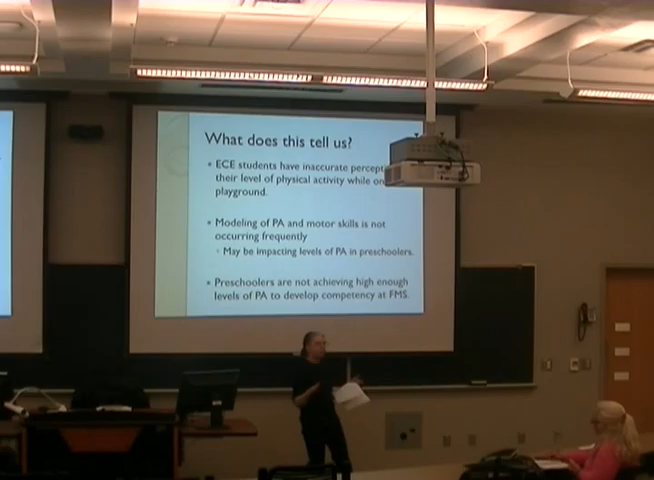 What does this tell us?
• ECE students have inaccurate
their level of physical activity while
playground.
• Modeling of PA and motor skills is not
occurring frequently
◦ May be impacting levels of PA in preschoolers.
• Preschoolers are not achieving high enough
levels of PA to develop competency at FMS.